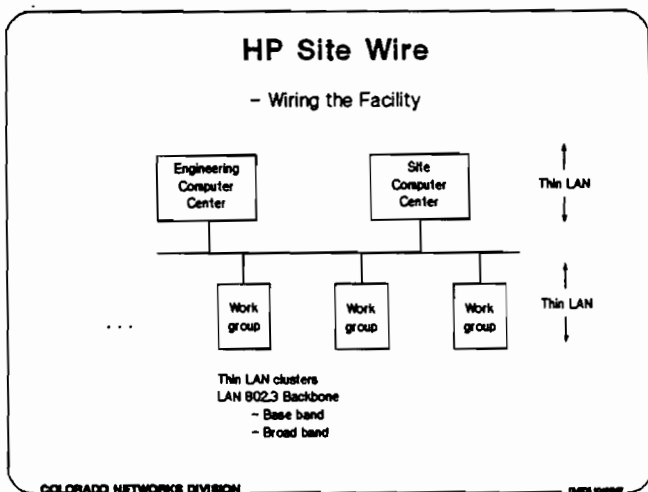 HP Site Wire
- Wiring the Facility
Engineering
Computer
Center
Site
Computer
Center
Thin LAN
Work
group
Work
group
Work
group
Thin LAN
...
Thin LAN clusters
LAN 802.3 Backbone
- Base band
- Broad band
COLORADO NETWORKS DIVISION